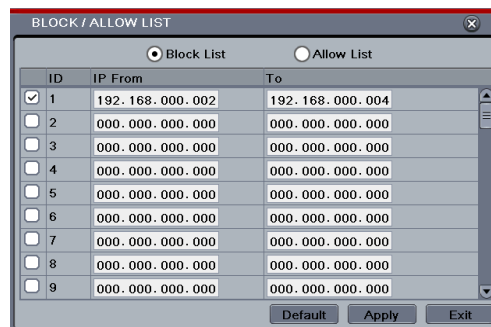 BLOCK / ALLOW LIST
Block List Allow List
ID IP From To
1 192.168.000.002 192.168.000.004
2 000.000.000.000 000.000.000.000
3 000.000.000.000 000.000.000.000
4 000.000.000.000 000.000.000.000
5 000.000.000.000 000.000.000.000
6 000.000.000.000 000.000.000.000
7 000.000.000.000 000.000.000.000
8 000.000.000.000 000.000.000.000
9 000.000.000.000 000.000.000.000
Default Apply Exit